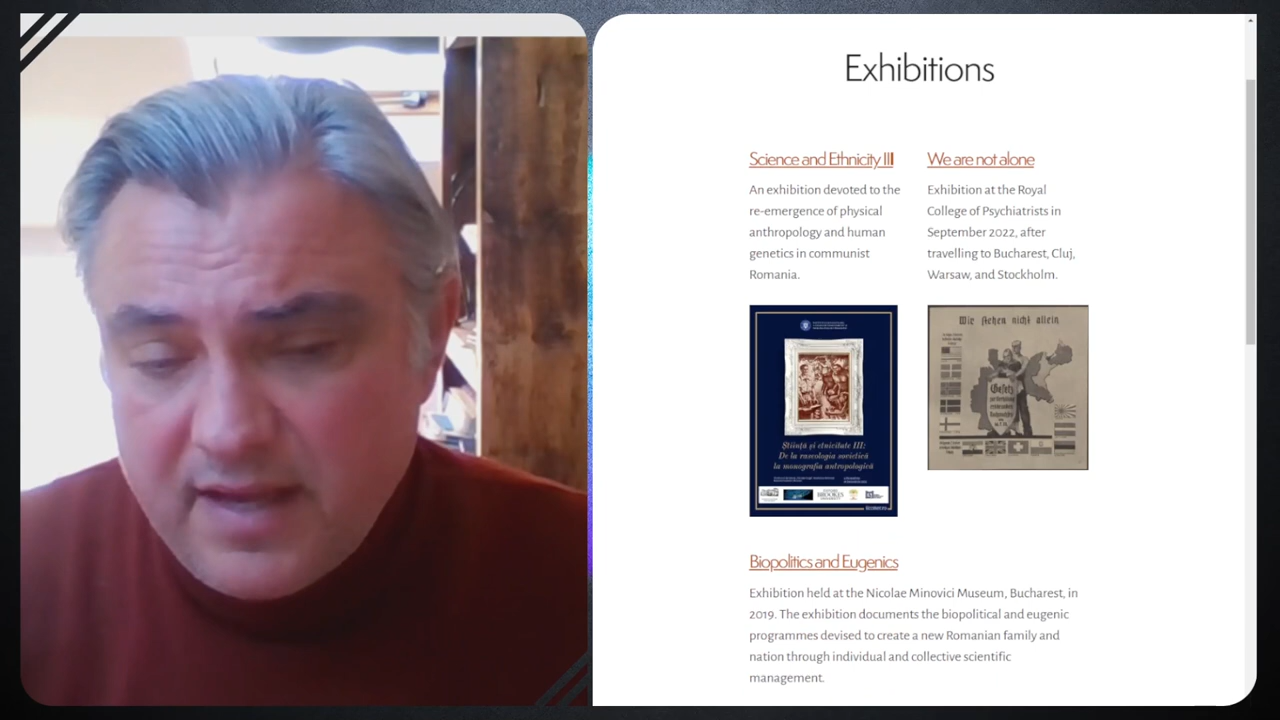 Exhibitions
Science and Ethnicity III
An exhibition devoted to the
re-emergence of physical
anthropology and human
genetics in communist
Romania.
We are not alone
Exhibition at the Royal
College of Psychiatrists in
September 2022, after
travelling to Bucharest, Cluj,
Warsaw, and Stockholm.
Știință și etnicitate III:
De la raseologia sovietică
la monografia antropologică
BROOKES
Wir stehen nicht allein
Gesetz
Biopolitics and Eugenics
Exhibition held at the Nicolae Minovici Museum, Bucharest, in
2019. The exhibition documents the biopolitical and eugenic
programmes devised to create a new Romanian family and
nation through individual and collective scientific
management.